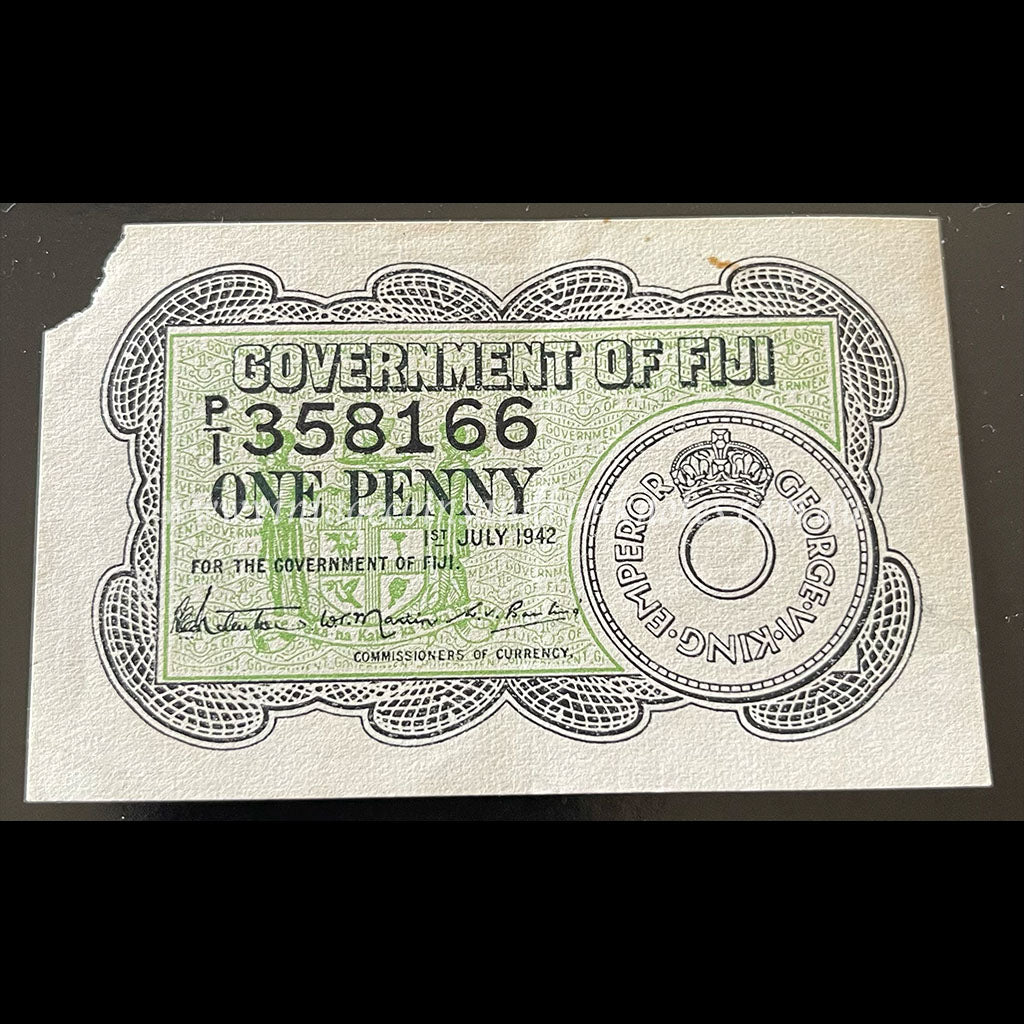 GOVERNMENT OF FIJI
P/1 358166
ONE PENNY
1ST JULY 1942
FOR THE GOVERNMENT OF FIJI.
COMMISSIONERS OF CURRENCY.
GEORGE·VI·KING·EMPEROR